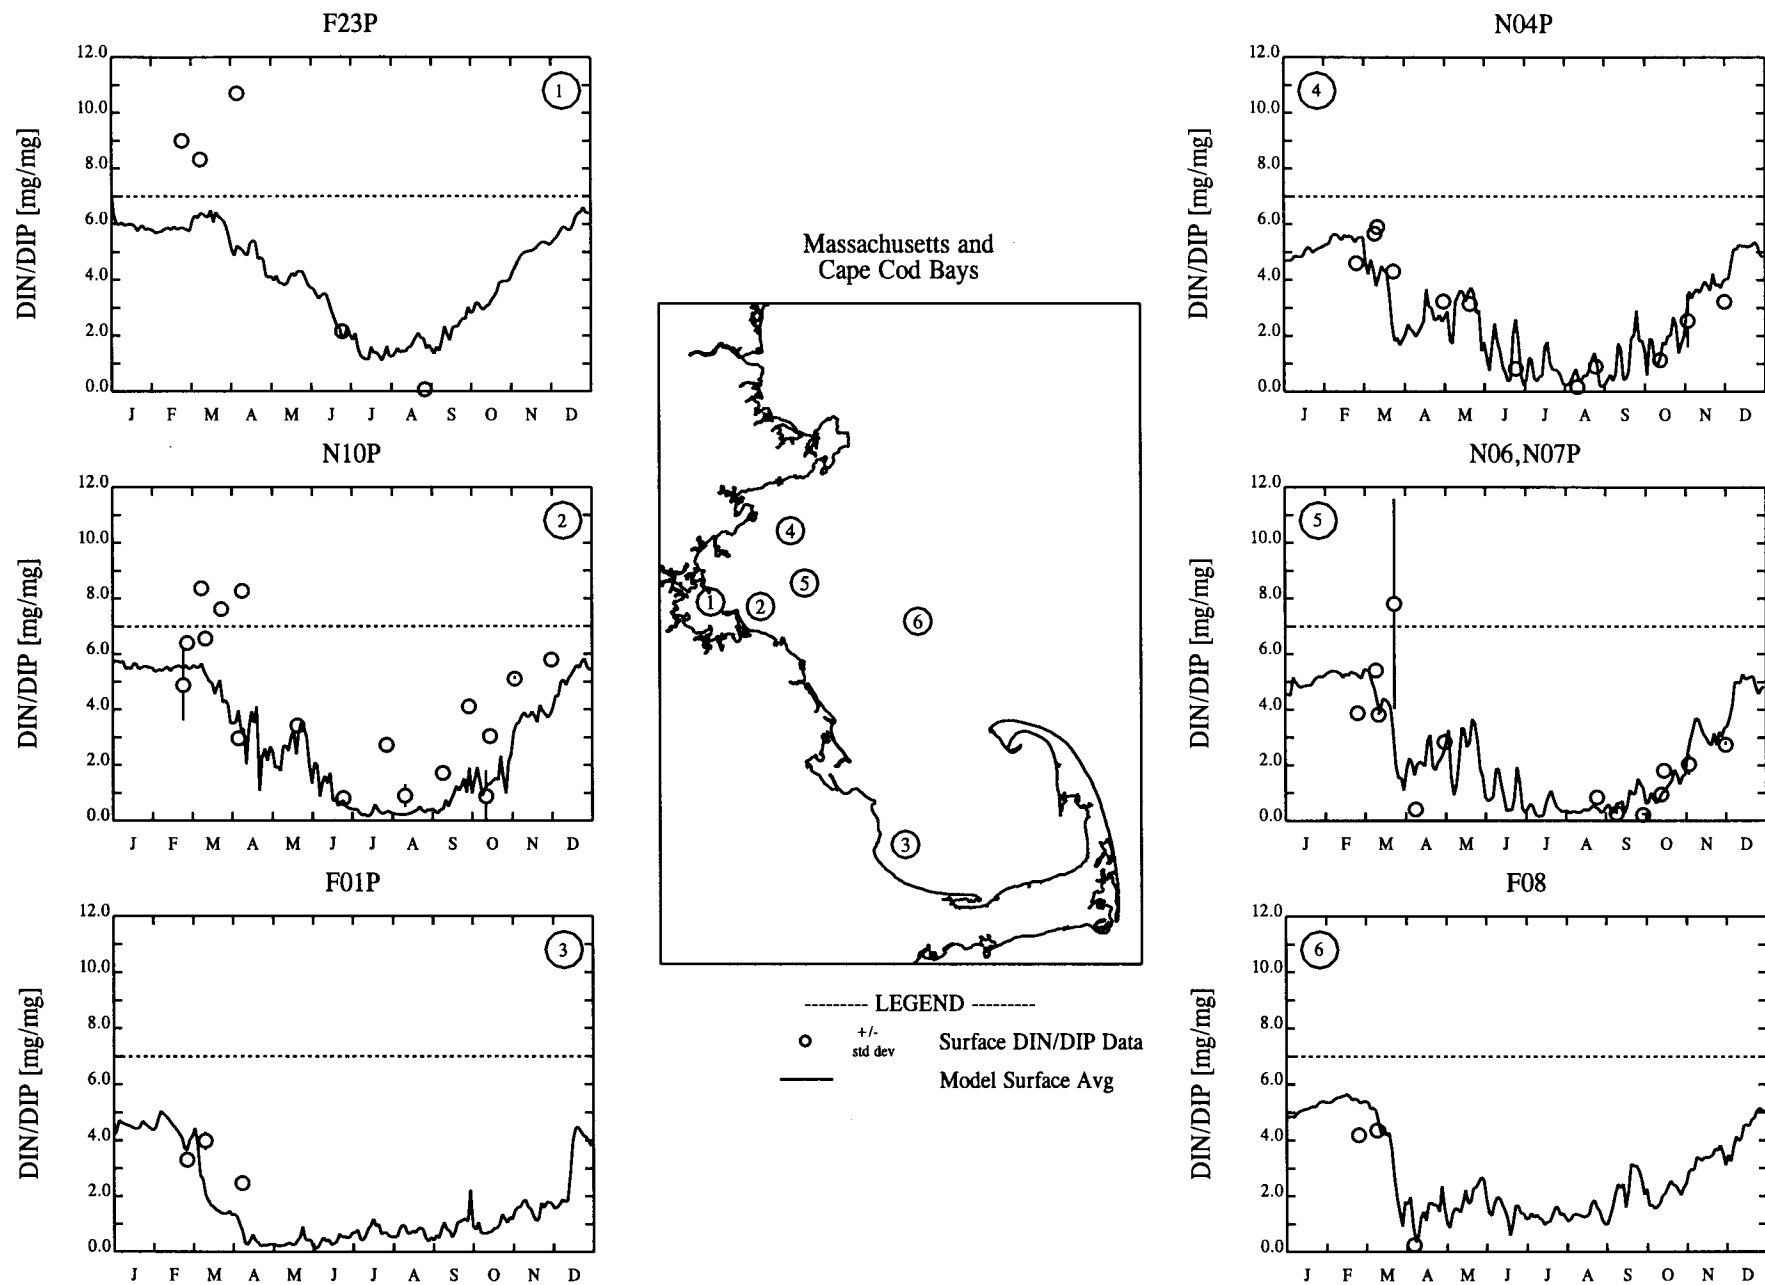 F23P
DIN/DIP [mg/mg]
12.0
10.0
8.0
6.0
4.0
2.0
0.0
1
J F M A M J J A S O N D
N10P
DIN/DIP [mg/mg]
12.0
10.0
8.0
6.0
4.0
2.0
0.0
2
J F M A M J J A S O N D
F01P
DIN/DIP [mg/mg]
12.0
10.0
8.0
6.0
4.0
2.0
0.0
3
J F M A M J J A S O N D
Massachusetts and
Cape Cod Bays
4
5
1
2
6
3
LEGEND
+/-
std dev
Surface DIN/DIP Data
Model Surface Avg
N04P
DIN/DIP [mg/mg]
12.0
10.0
8.0
6.0
4.0
2.0
0.0
4
J F M A M J J A S O N D
N06,N07P
DIN/DIP [mg/mg]
12.0
10.0
8.0
6.0
4.0
2.0
0.0
5
J F M A M J J A S O N D
F08
DIN/DIP [mg/mg]
12.0
10.0
8.0
6.0
4.0
2.0
0.0
6
J F M A M J J A S O N D